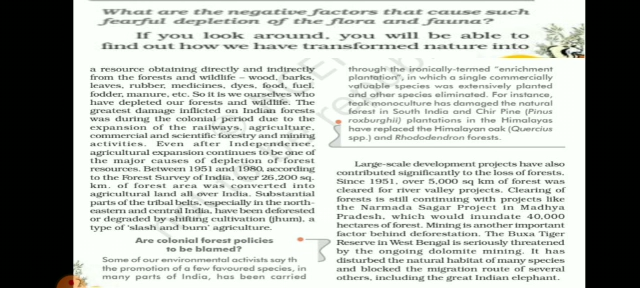 What are the negative factors that cause such
fearful depletion of the flora and fauna?
If you look around, you will be able to
find out how we have transformed nature into
a resource obtaining directly and indirectly
from the forests and wildlife – wood, barks,
leaves, rubber, medicines, dyes, food, fuel,
fodder, manure, etc. So it is we ourselves who
have depleted our forests and wildlife. The
greatest damage inflicted on Indian forests
was during the colonial period due to the
expansion of the railways, agriculture,
commercial and scientific forestry and mining
activities. Even after Independence,
agricultural expansion continues to be one of
the major causes of depletion of forest
resources. Between 1951 and 1980, according
to the Forest Survey of India, over 26,200 sq.
km. of forest area was converted into
agricultural land all over India. Substantial
parts of the tribal belts, especially in the north-
eastern and central India, have been deforested
or degraded by shifting cultivation (jhum), a
type of 'slash and burn' agriculture.
Are colonial forest policies
to be blamed?
Some of our environmental activists say th
the promotion of a few favoured species, in
many parts of India, has been carried
through the ironically-termed "enrichment
plantation", in which a single commercially
valuable species was extensively planted
and other species eliminated. For instance,
teak monoculture has damaged the natural
forest in South India and Chir Pine (Pinus
roxburghii) plantations in the Himalayas
have replaced the Himalayan oak (Quercius
spp.) and Rhododendron forests.
Large-scale development projects have also
contributed significantly to the loss of forests.
Since 1951, over 5,000 sq km of forest was
cleared for river valley projects. Clearing of
forests is still continuing with projects like
the Narmada Sagar Project in Madhya
Pradesh, which would inundate 40,000
hectares of forest. Mining is another important
factor behind deforestation. The Buxa Tiger
Reserve in West Bengal is seriously threatened
by the ongoing dolomite mining. It has
disturbed the natural habitat of many species
and blocked the migration route of several
others, including the great Indian elephant.